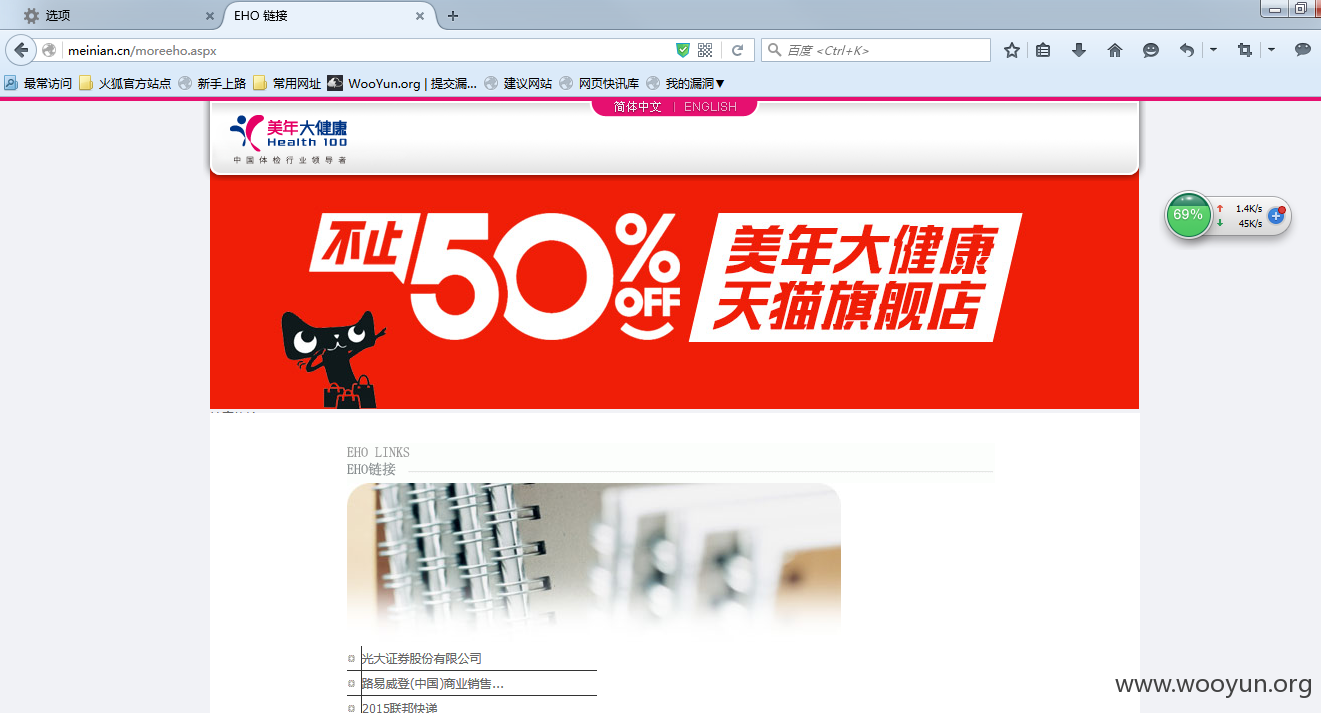 选项
EHO 链接
meinian.cn/moreeho.aspx
百度 <Ctrl+K>
最常访问 火狐官方站点 新手上路 常用网址 WooYun.org | 提交漏... 建议网站 网页快讯库 我的漏洞▼
简体中文 | ENGLISH
美年大健康
Health 100
中国体检行业领导者
不止50%OFF
美年大健康
天猫旗舰店
69%
1.4K/s
45K/s
EHO LINKS
EHO链接
光大证券股份有限公司
路易威登(中国)商业销售...
2015联邦快递
www.wooyun.org